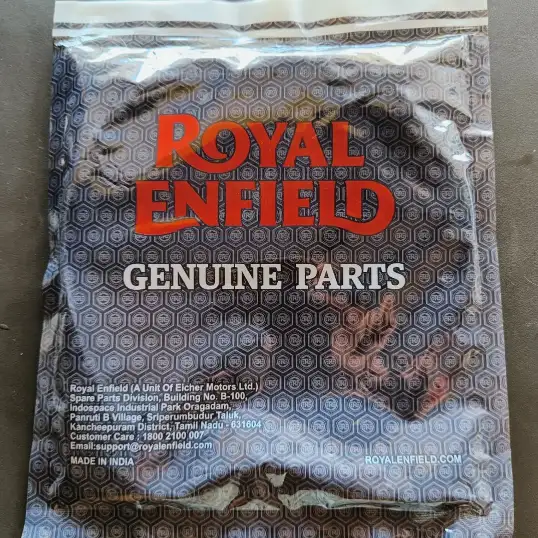 ROYAL
ENFIELD
GENUINE PARTS
Royal Enfield (A Unit Of Eicher Motors Ltd.)
Spare Parts Division, Building No. B-100,
Indospace Industrial Park Oragadam,
Panruti B Village, Sriperumbudur Taluk,
Kancheepuram District, Tamil Nadu - 631604
Customer Care : 1800 2100 007
Email:support@royalenfield.com
MADE IN INDIA
ROYALENFIELD.COM